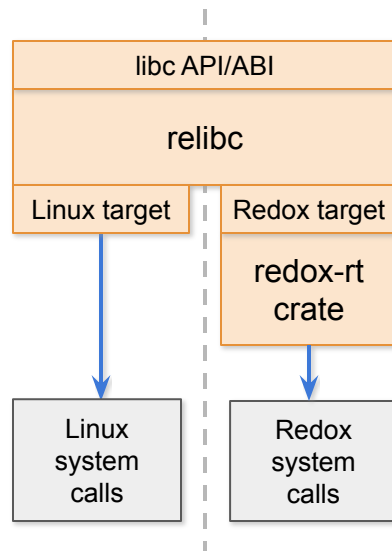 libc API/ABI
relibc
Linux target
Redox target
redox-rt
crate
Linux
system
calls
Redox
system
calls